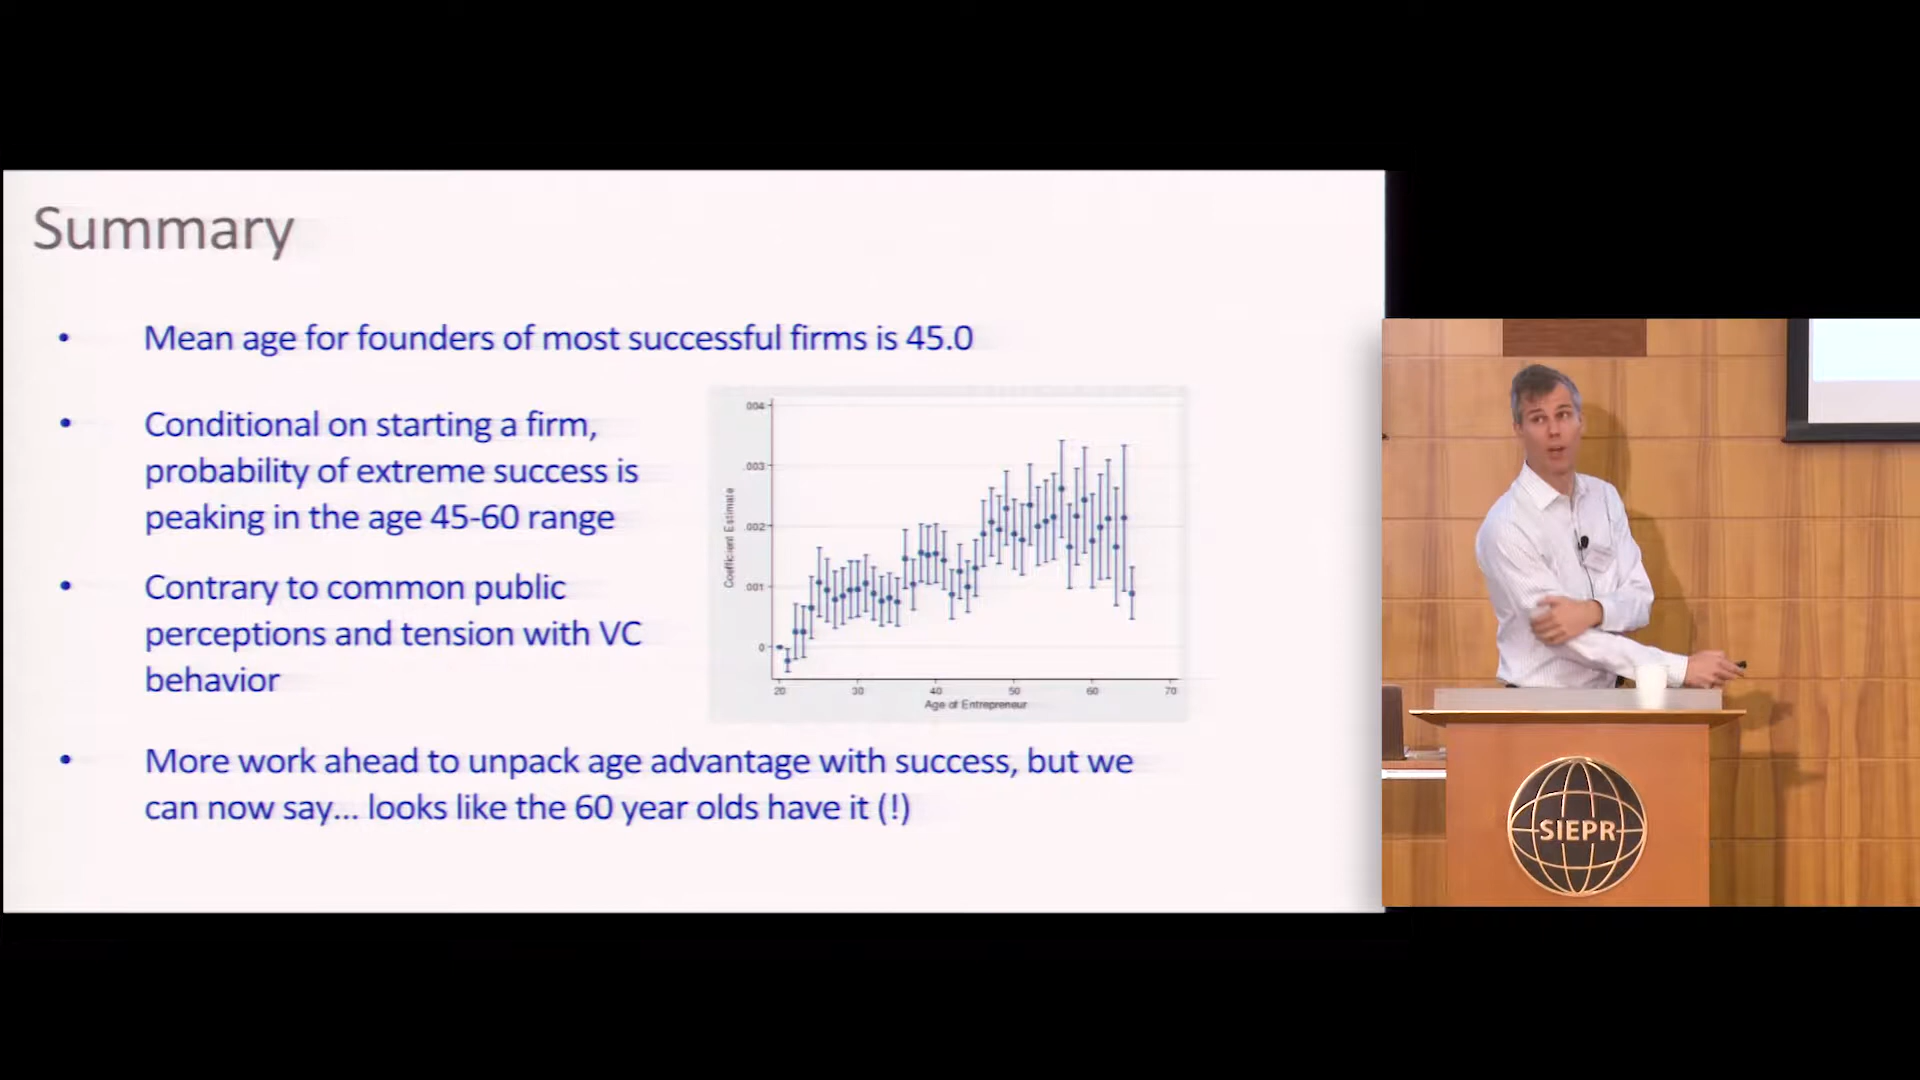 Summary
• Mean age for founders of most successful firms is 45.0
• Conditional on starting a firm,
probability of extreme success is
peaking in the age 45-60 range
• Contrary to common public
perceptions and tension with VC
behavior
• More work ahead to unpack age advantage with success, but we
can now say... looks like the 60 year olds have it (!)
Coefficient Estimate
.004
.003
.002
.001
0
20 30 40 50 60 70
Age of Entrepreneur
SIEPR